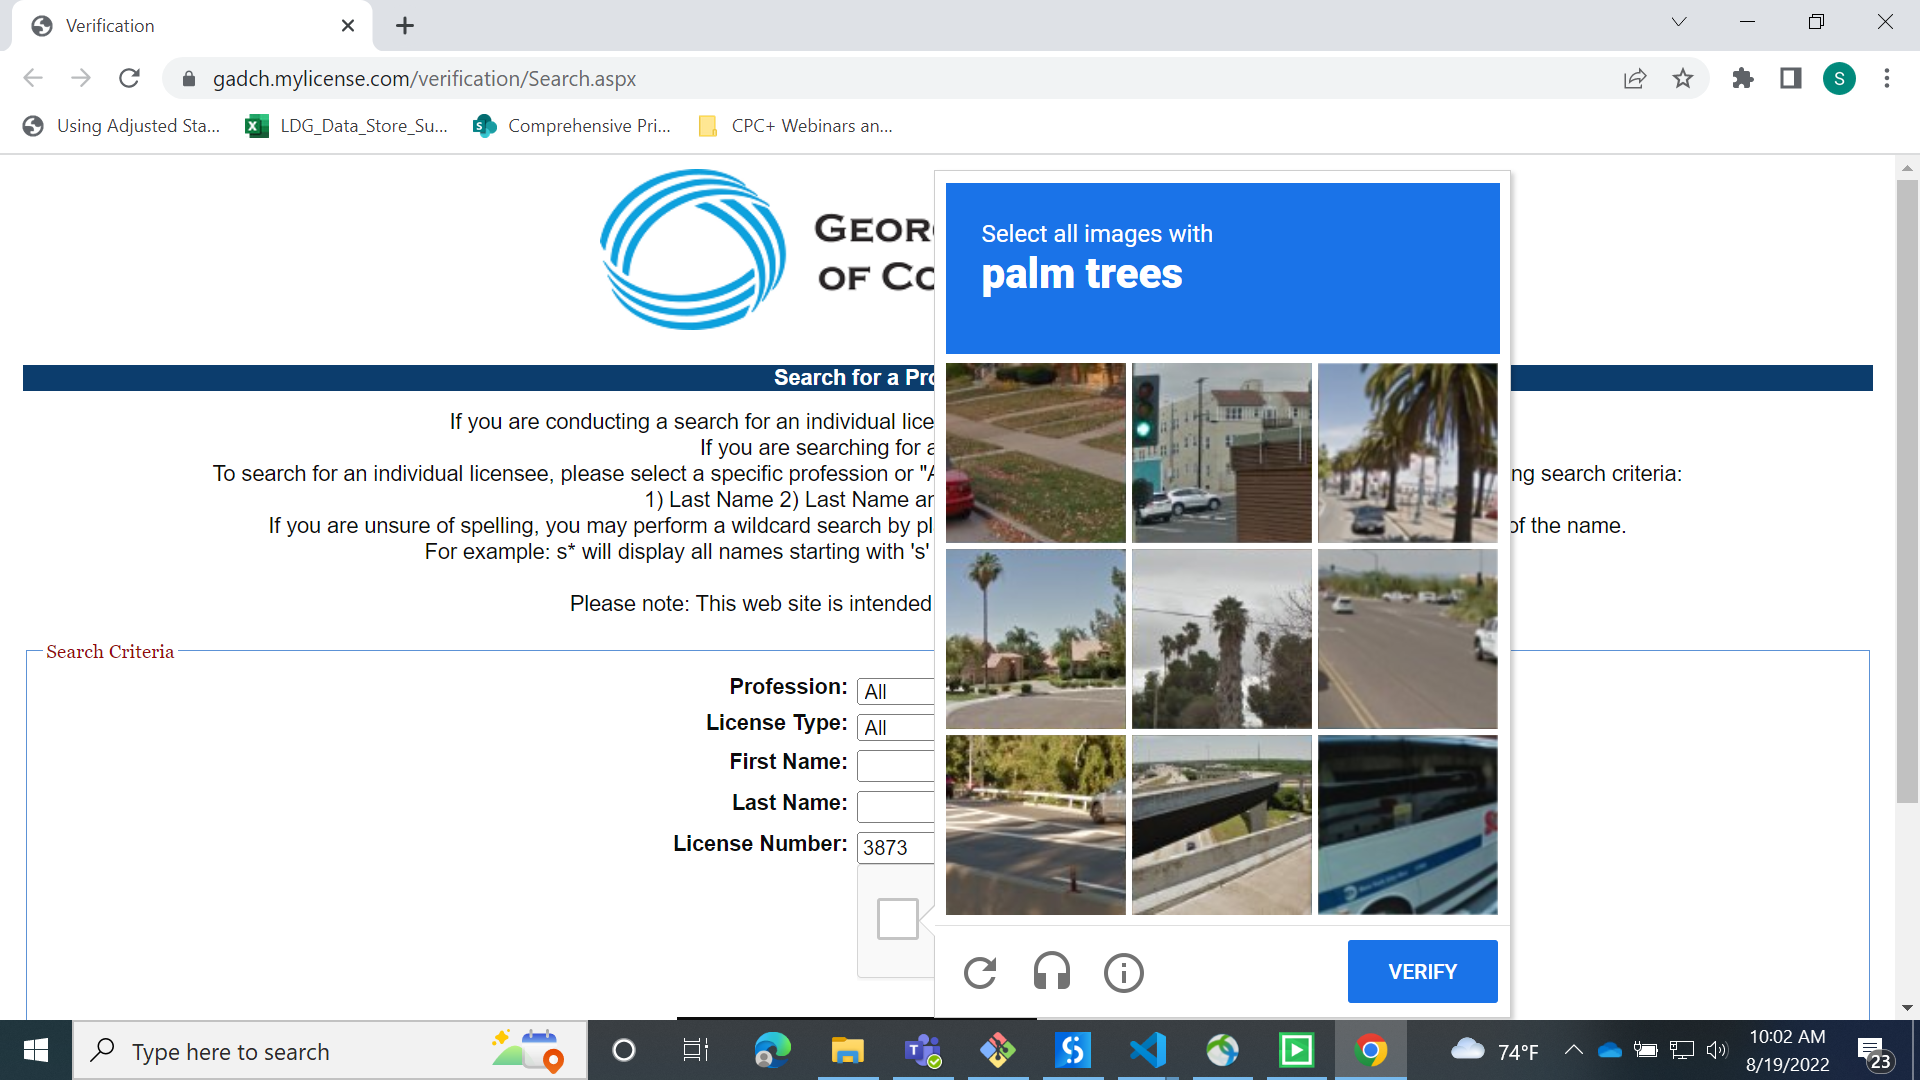 Verification
gadch.mylicense.com/verification/Search.aspx
S
Using Adjusted Sta...
LDG_Data_Store_Su...
Comprehensive Pri...
CPC+ Webinars an...
GEOR
OF CO
Select all images with
palm trees
Search for a Pro
If you are conducting a search for an individual lice
If you are searching for a
To search for an individual licensee, please select a specific profession or "A
ng search criteria:
1) Last Name 2) Last Name an
If you are unsure of spelling, you may perform a wildcard search by pl
of the name.
For example: s* will display all names starting with 's'
Please note: This web site is intended
Search Criteria
Profession: All
License Type: All
First Name:
Last Name:
License Number: 3873
VERIFY
Type here to search
74°F
10:02 AM
8/19/2022
23